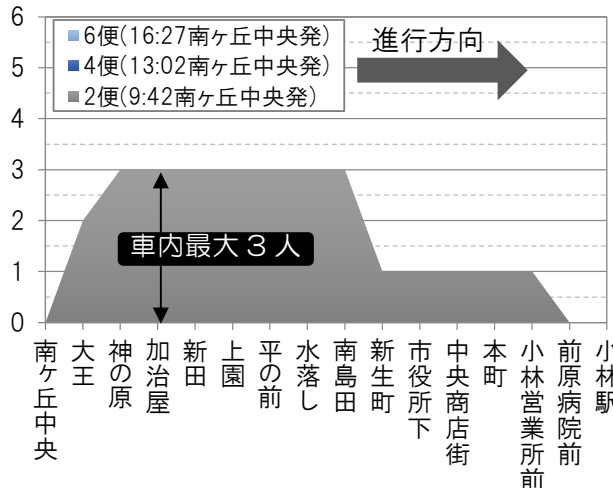 6
5
4
3
2
1
0
6便(16:27南ヶ丘中央発)
4便(13:02南ヶ丘中央発)
2便(9:42南ヶ丘中央発)
進行方向
車内最大３人
南ヶ丘中央
大王
神の原
加治屋
新田
上園
平の前
水落し
南島田
新生町
市役所下
中央商店街
本町
小林営業所前
前原病院前
小林駅